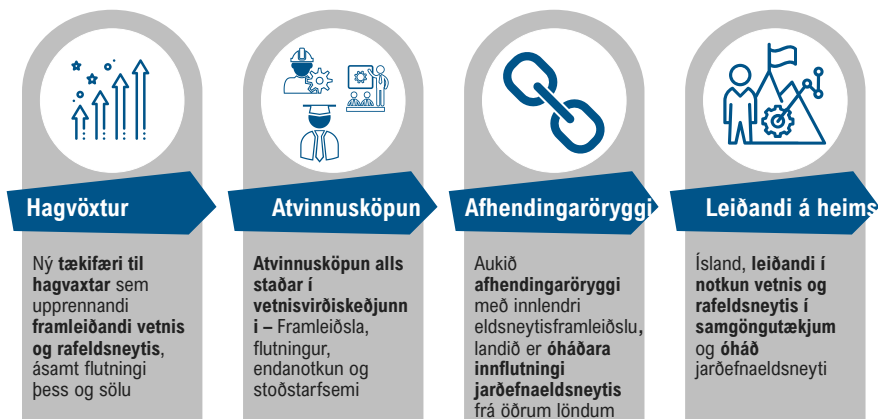 Hagvöxtur
Ný tækifæri til
hagvaxtar sem
upprennandi
framleiðandi vetnis
og rafeldsneytis,
ásamt flutningi
þess og sölu
Atvinnusköpun
Atvinnusköpun alls
staðar í
vetnisvirðiskeðjunn
i – Framleiðsla,
flutningur,
endanotkun og
stoðstarfsemi
Afhendingaröryggi
Aukið
afhendingaröryggi
með innlendri
eldsneytisframleiðslu,
landið er óháðara
innflutningi
jarðefnaeldsneytis
frá öðrum löndum
Leiðandi á heims
Ísland, leiðandi í
notkun vetnis og
rafeldsneytis í
samgöngutækjum
og óháð
jarðefnaeldsneyti